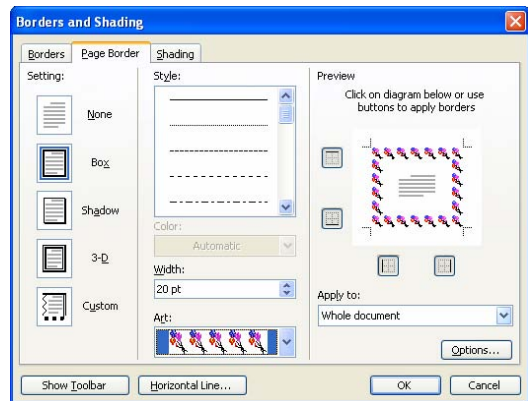 Borders and Shading
Borders
Page Border
Shading
Setting:
None
Box
Shadow
3-D
Custom
Style:
Color:
Automatic
Width:
20 pt
Art:
Preview
Click on diagram below or use
buttons to apply borders
Apply to:
Whole document
Options...
Show Toolbar
Horizontal Line...
OK
Cancel